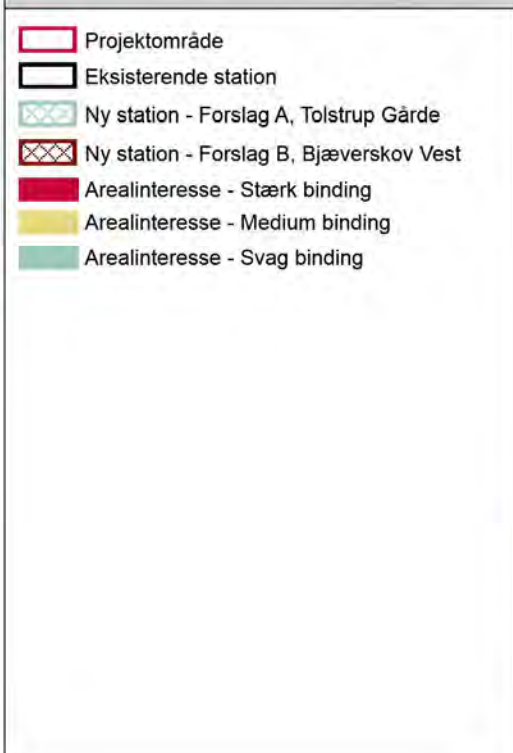 Projektområde
Eksisterende station
Ny station - Forslag A, Tolstrup Gårde
Ny station - Forslag B, Bjæverskov Vest
Arealinteresse - Stærk binding
Arealinteresse - Medium binding
Arealinteresse - Svag binding